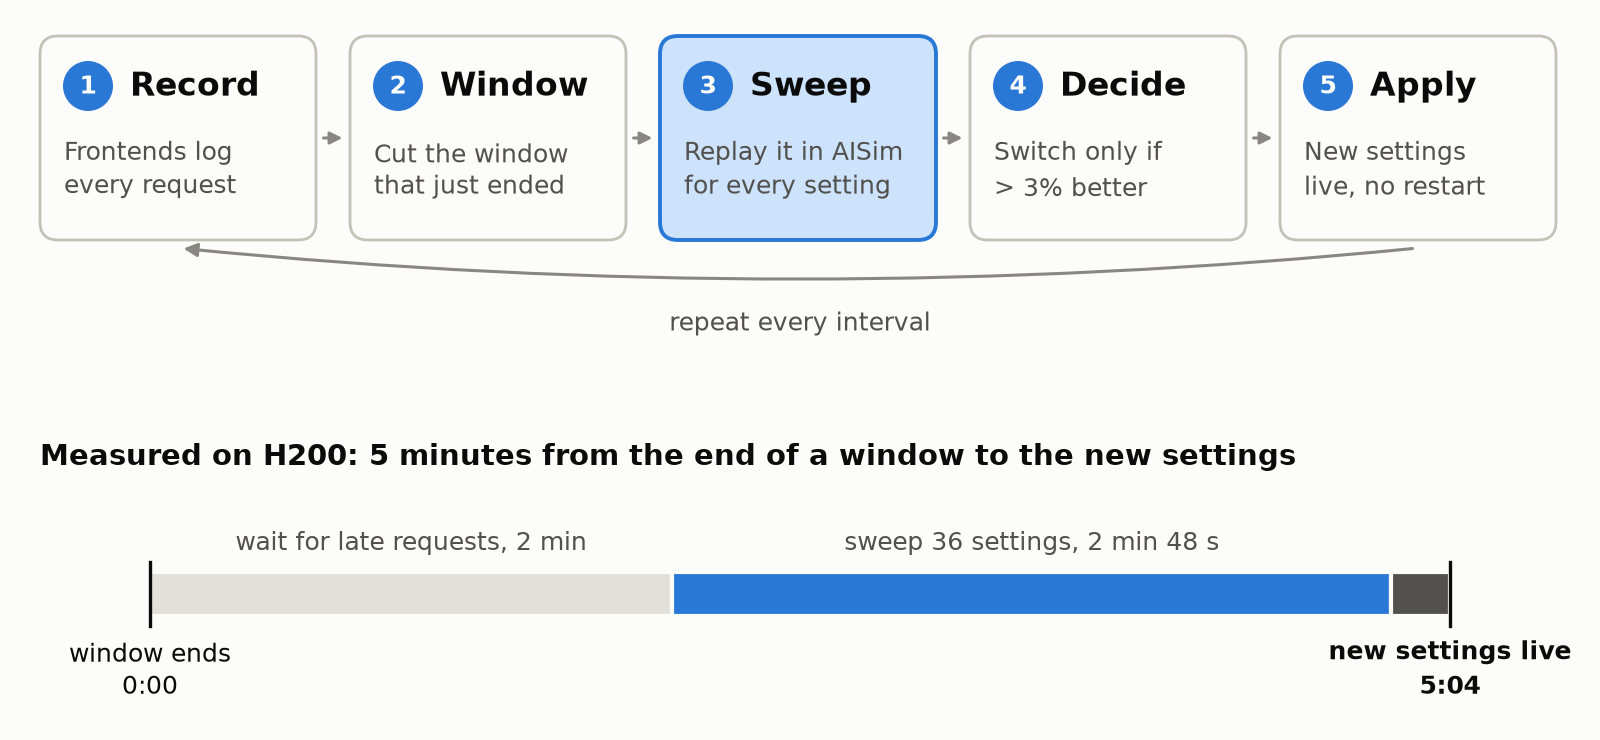 1 Record
Frontends log
every request
2 Window
Cut the window
that just ended
3 Sweep
Replay it in AISim
for every setting
4 Decide
Switch only if
> 3% better
5 Apply
New settings
live, no restart
repeat every interval
Measured on H200: 5 minutes from the end of a window to the new settings
wait for late requests, 2 min
sweep 36 settings, 2 min 48 s
window ends
0:00
new settings live
5:04